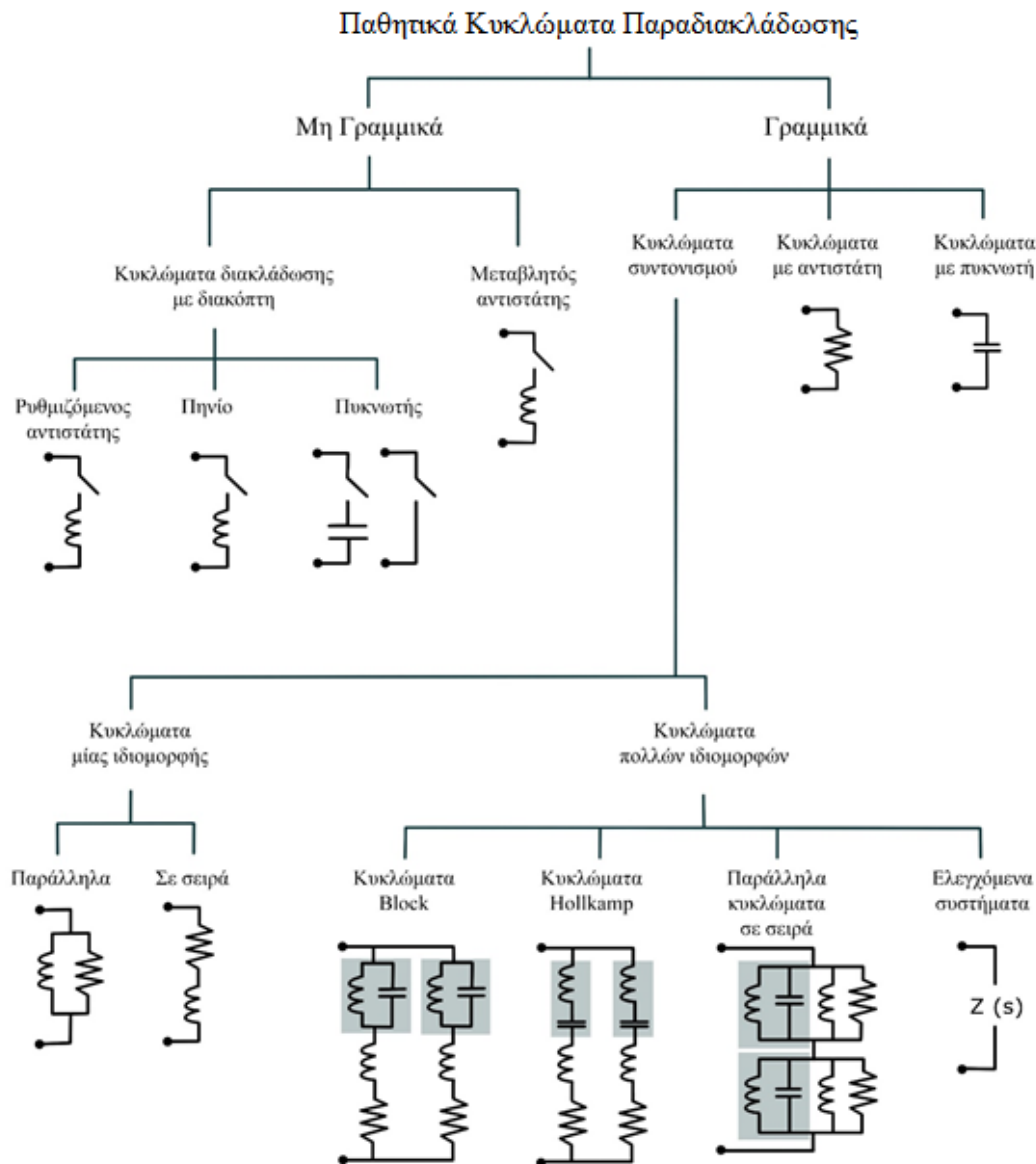 Παθητικά Κυκλώματα Παραδιακλάδωσης
Μη Γραμμικά
Γραμμικά
Κυκλώματα διακλάδωσης
με διακόπτη
Μεταβλητός
αντιστάτης
Κυκλώματα
συντονισμού
Κυκλώματα
με αντιστάτη
Κυκλώματα
με πυκνωτή
Ρυθμιζόμενος
αντιστάτης
Πηνίο
Πυκνωτής
Κυκλώματα
μίας ιδιομορφής
Κυκλώματα
πολλών ιδιομορφών
Παράλληλα
Σε σειρά
Κυκλώματα
Block
Κυκλώματα
Hollkamp
Παράλληλα
κυκλώματα
σε σειρά
Ελεγχόμενα
συστήματα
Z (s)